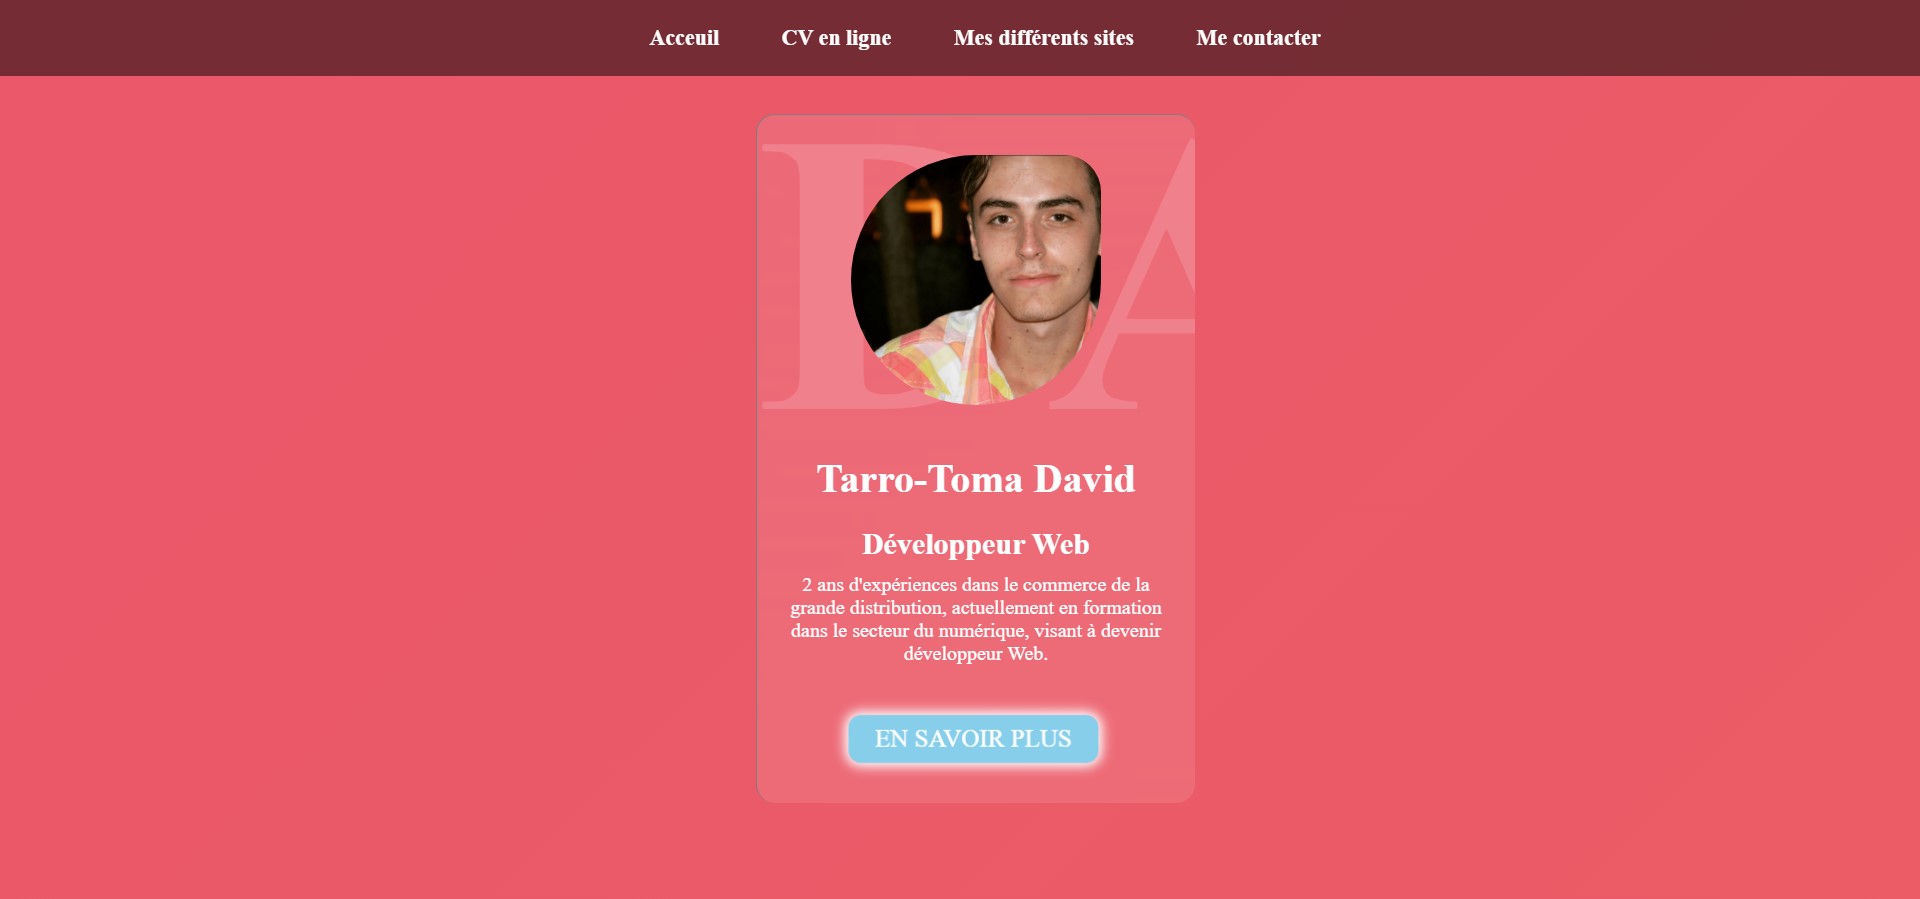 Acceuil CV en ligne Mes différents sites Me contacter
DA
Tarro-Toma David
Développeur Web
2 ans d'expériences dans le commerce de la
grande distribution, actuellement en formation
dans le secteur du numérique, visant à devenir
développeur Web.
EN SAVOIR PLUS